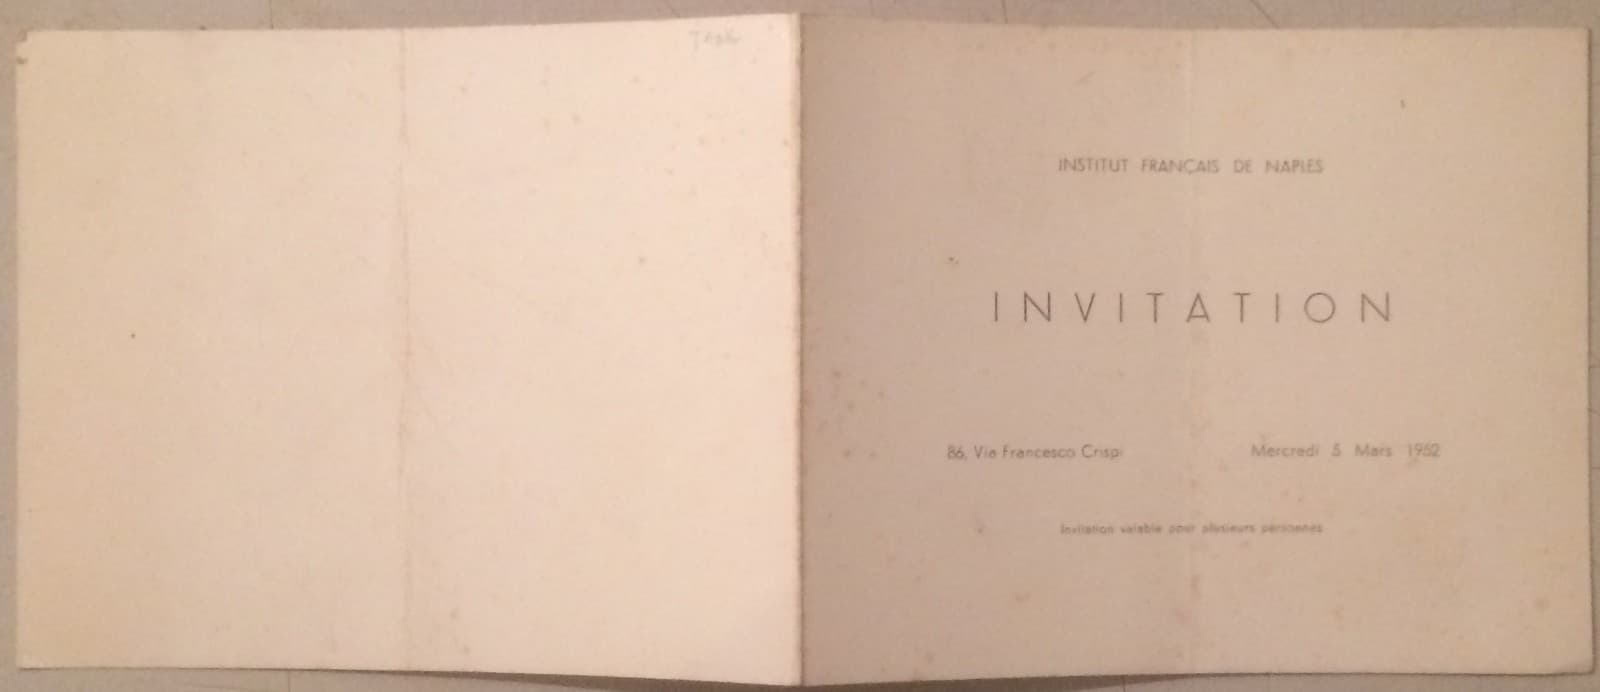 INSTITUT FRANÇAIS DE NAPLES
INVITATION
86, Via Francesco Crispi
Mercredi 5 Mars 1952
Invitation valable pour plusieurs personnes